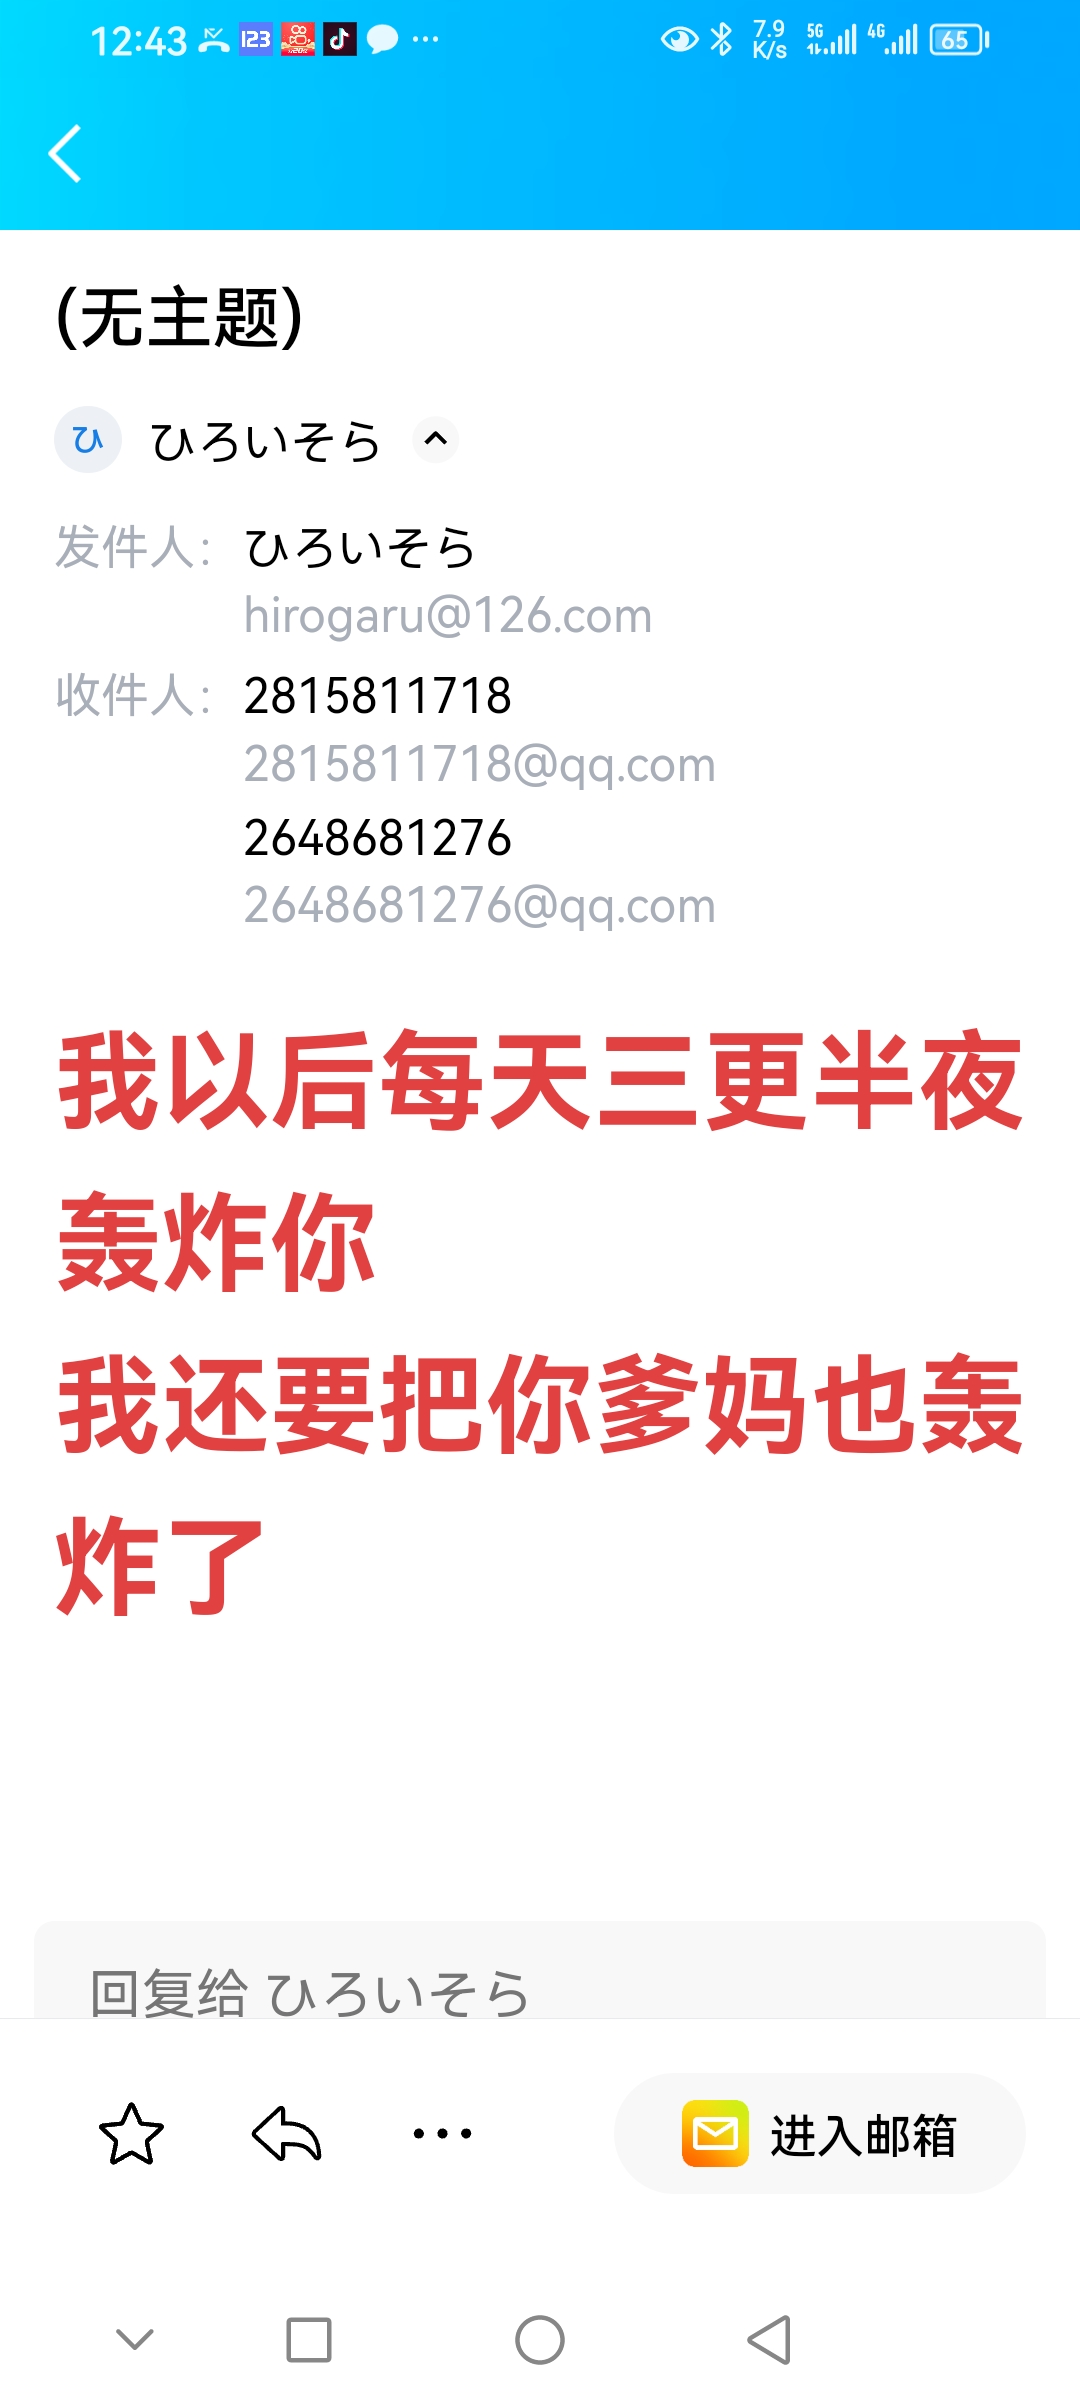 12:43 123 ... 7.9 K/s 5G 4G 65
(无主题)
ひ ひろいそら
发件人： ひろいそら
hirogaru@126.com
收件人： 2815811718
2815811718@qq.com
2648681276
2648681276@qq.com
我以后每天三更半夜
轰炸你
我还要把你爹妈也轰
炸了
回复给 ひろいそら
进入邮箱